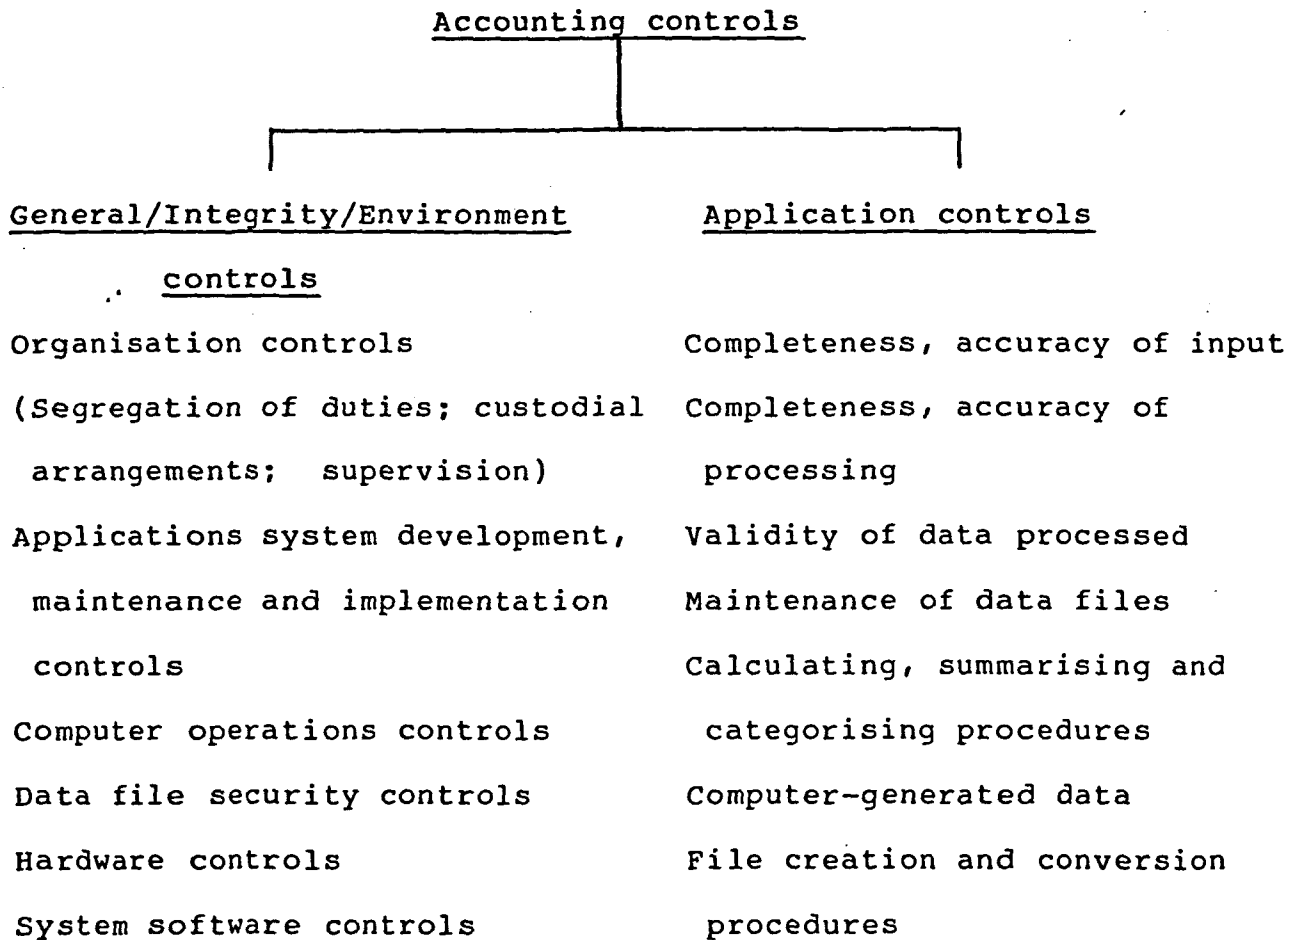 Accounting controls
General/Integrity/Environment
controls
Organisation controls
(Segregation of duties; custodial
arrangements; supervision)
Applications system development,
maintenance and implementation
controls
Computer operations controls
Data file security controls
Hardware controls
System software controls
Application controls
Completeness, accuracy of input
Completeness, accuracy of
processing
Validity of data processed
Maintenance of data files
Calculating, summarising and
categorising procedures
Computer-generated data
File creation and conversion
procedures